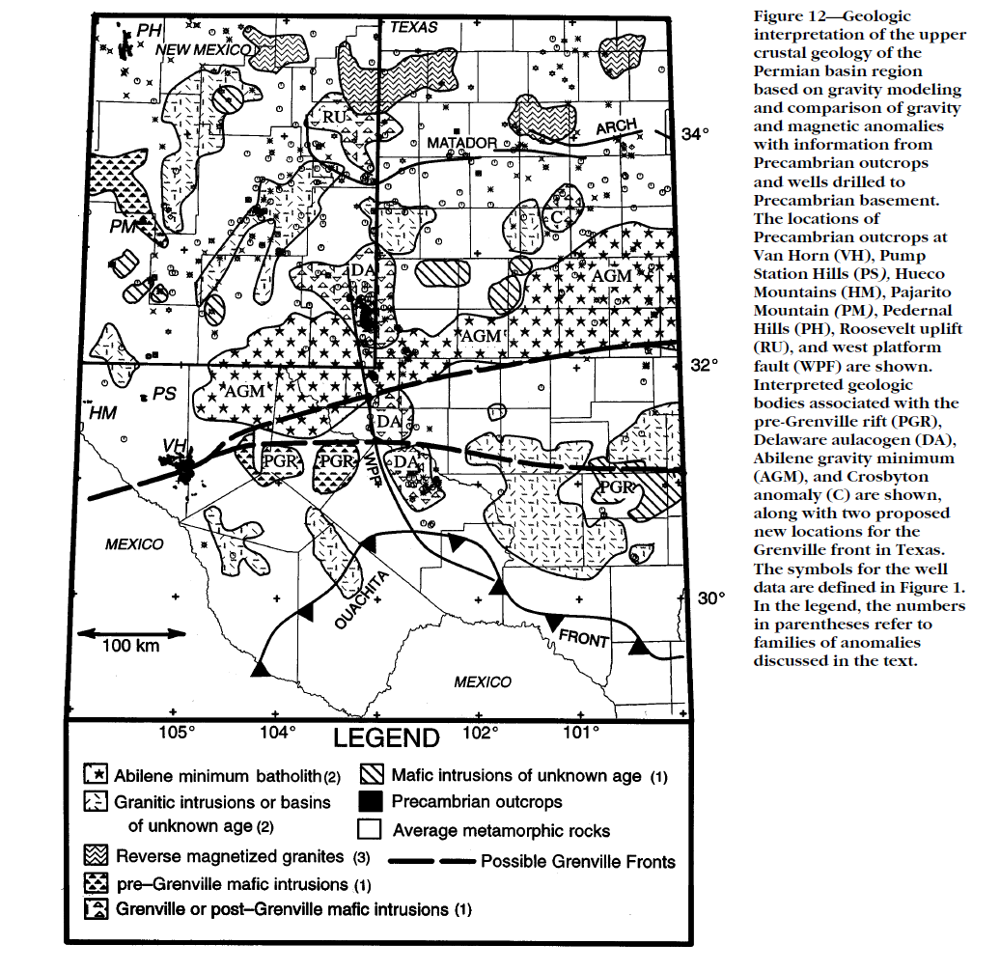 PH
NEW MEXICO
TEXAS
RU
MATADOR
ARCH
34°
PM
C
DA
AGM
AGM
32°
AGM
PS
HM
DA
VH
PGR
PGR
WPF
DA
PGR
MEXICO
OUACHITA
30°
FRONT
100 km
MEXICO
105°
104°
102°
101°
LEGEND
Abilene minimum batholith (2)
Granitic intrusions or basins
of unknown age (2)
Reverse magnetized granites (3)
pre-Grenville mafic intrusions (1)
Grenville or post-Grenville mafic intrusions (1)
Mafic intrusions of unknown age (1)
Precambrian outcrops
Average metamorphic rocks
Possible Grenville Fronts
Figure 12—Geologic
interpretation of the upper
crustal geology of the
Permian basin region
based on gravity modeling
and comparison of gravity
and magnetic anomalies
with information from
Precambrian outcrops
and wells drilled to
Precambrian basement.
The locations of
Precambrian outcrops at
Van Horn (VH), Pump
Station Hills (PS), Hueco
Mountains (HM), Pajarito
Mountain (PM), Pedernal
Hills (PH), Roosevelt uplift
(RU), and west platform
fault (WPF) are shown.
Interpreted geologic
bodies associated with the
pre-Grenville rift (PGR),
Delaware aulacogen (DA),
Abilene gravity minimum
(AGM), and Crosbyton
anomaly (C) are shown,
along with two proposed
new locations for the
Grenville front in Texas.
The symbols for the well
data are defined in Figure 1.
In the legend, the numbers
in parentheses refer to
families of anomalies
discussed in the text.